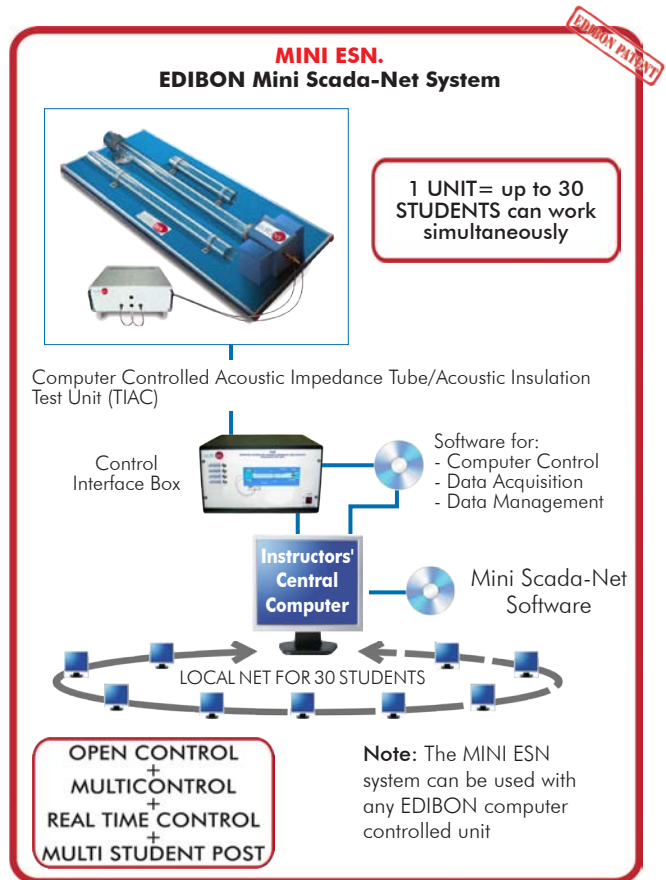 EDIBON PATENT
MINI ESN.
EDIBON Mini Scada-Net System
1 UNIT= up to 30
STUDENTS can work
simultaneously
Computer Controlled Acoustic Impedance Tube/Acoustic Insulation
Test Unit (TIAC)
Control
Interface Box
Software for:
- Computer Control
- Data Acquisition
- Data Management
Instructors'
Central
Computer
Mini Scada-Net
Software
LOCAL NET FOR 30 STUDENTS
OPEN CONTROL
+
MULTICONTROL
+
REAL TIME CONTROL
+
MULTI STUDENT POST
Note: The MINI ESN
system can be used with
any EDIBON computer
controlled unit